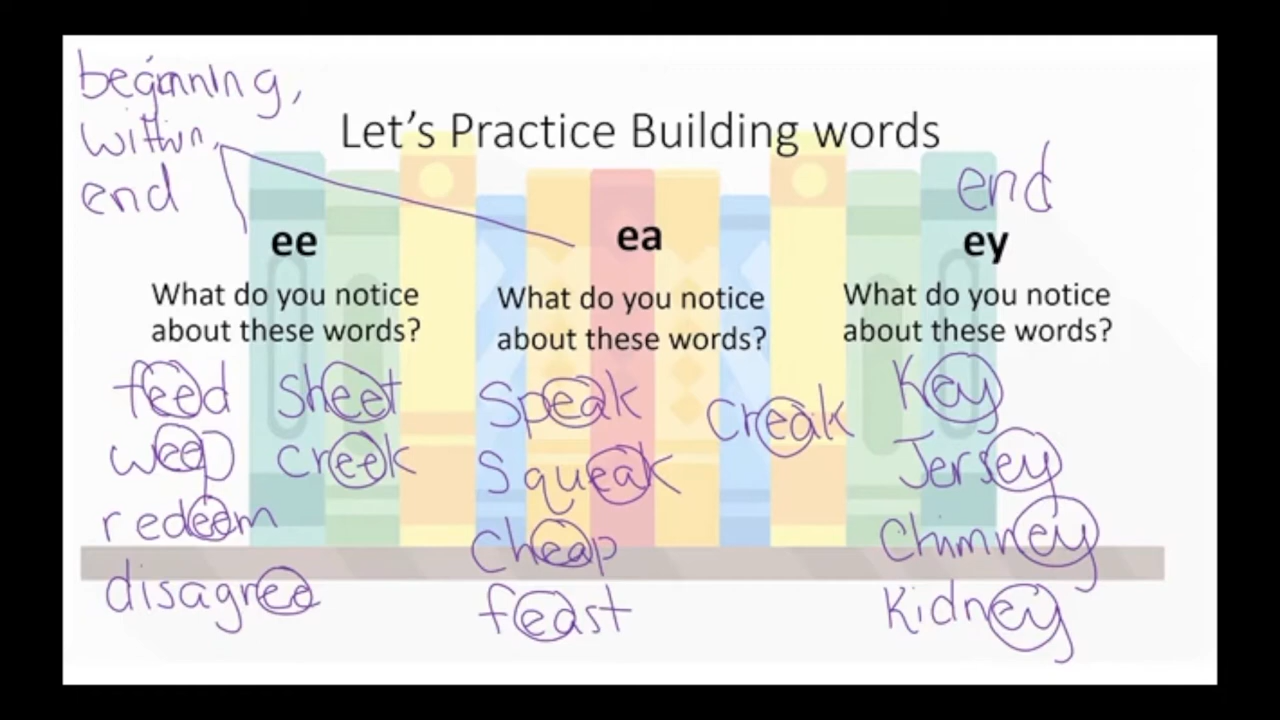 beginning,
within,
end
Let's Practice Building words
end
ee
What do you notice
about these words?
feed sheet
weep creek
redeem
disagree
ea
What do you notice
about these words?
Speak Creak
Squeak
Cheap
feast
ey
What do you notice
about these words?
Key
Jersey
Chimney
Kidney